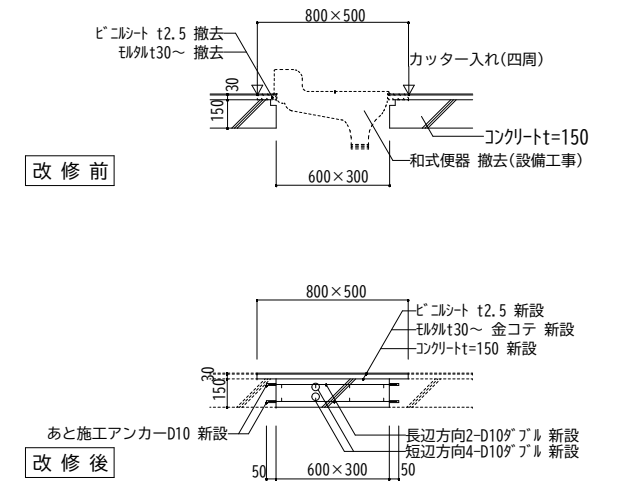 800×500
ﾋﾞﾆﾙｼｰﾄ t2.5 撤去
ﾓﾙﾀﾙt30～ 撤去
カッター入れ(四周)
30
150
コンクリートt=150
和式便器 撤去(設備工事)
改修前
600×300
800×500
ﾋﾞﾆﾙｼｰﾄ t2.5 新設
ﾓﾙﾀﾙt30～ 金コテ 新設
ｺﾝｸﾘｰﾄt=150 新設
30
150
あと施工アンカーD10 新設
長辺方向2-D10ﾀﾞﾌﾞﾙ 新設
短辺方向4-D10ﾀﾞﾌﾞﾙ 新設
改修後
50
600×300
50